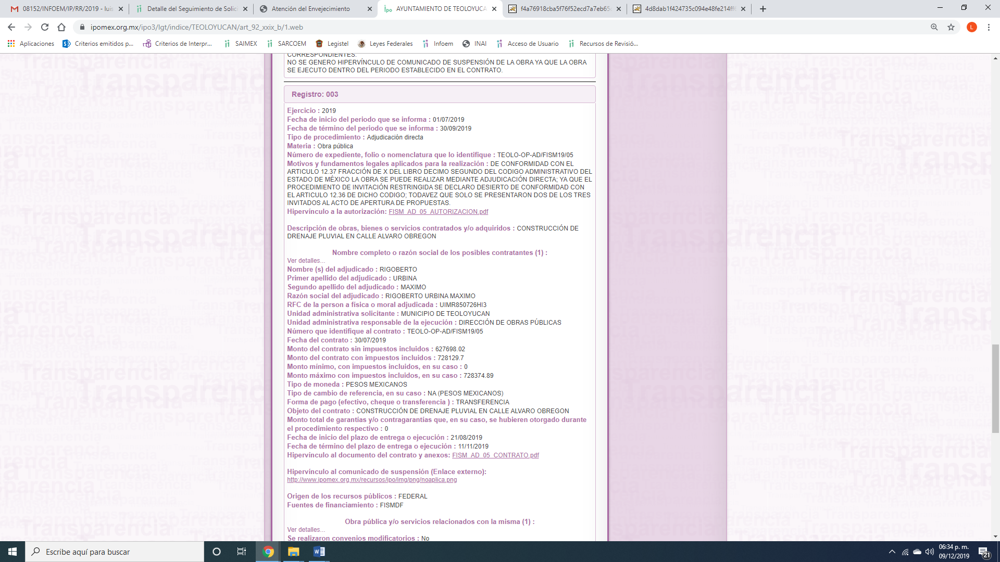 08152/INFOEM/IP/RR/2019 - luis
Detalle del Seguimiento de Solici
Atención del Envejecimiento
AYUNTAMIENTO DE TEOLOYUCA
f4a76918cba5f76f52ecd7a7eb65
4d8dab1f424735c094e48fe214ff
ipomex.org.mx/ipo3/lgt/indice/TEOLOYUCAN/art_92_xxix_b/1.web
L
Aplicaciones
Criterios emitidos p...
Criterios de Interpr...
SAIMEX
SARCOEM
Legistel
Leyes Federales
Infoem
INAI
Acceso de Usuario
Recursos de Revisió...
CORRESPONDIENTES.
NO SE GENERO HIPERVÍNCULO DE COMUNICADO DE SUSPENSIÓN DE LA OBRA YA QUE LA OBRA
SE EJECUTO DENTRO DEL PERIODO ESTABLECIDO EN EL CONTRATO.
Registro: 003
Ejercicio : 2019
Fecha de inicio del periodo que se informa : 01/07/2019
Fecha de término del periodo que se informa : 30/09/2019
Tipo de procedimiento : Adjudicación directa
Materia : Obra pública
Número de expediente, folio o nomenclatura que lo identifique : TEOLO-OP-AD/FISM19/05
Motivos y fundamentos legales aplicados para la realización : DE CONFORMIDAD CON EL
ARTICULO 12.37 FRACCIÓN DE X DEL LIBRO DECIMO SEGUNDO DEL CODIGO ADMINISTRATIVO DEL
ESTADO DE MÉXICO LA OBRA SE PUEDE REALIZAR MEDIANTE ADJUDICACIÓN DIRECTA; YA QUE EL
PROCEDIMIENTO DE INVITACIÓN RESTRINGIDA SE DECLARO DESIERTO DE CONFORMIDAD CON
EL ARTICULO 12.36 DE DICHO CODIGO; TODAVEZ QUE SOLO SE PRESENTARON DOS DE LOS TRES
INVITADOS AL ACTO DE APERTURA DE PROPUESTAS.
Hipervínculo a la autorización: FISM_AD_05_AUTORIZACION.pdf
Descripción de obras, bienes o servicios contratados y/o adquiridos : CONSTRUCCIÓN DE
DRENAJE PLUVIAL EN CALLE ALVARO OBREGON
Nombre completo o razón social de los posibles contratantes (1) :
Ver detalles...
Nombre (s) del adjudicado : RIGOBERTO
Primer apellido del adjudicado : URBINA
Segundo apellido del adjudicado : MAXIMO
Razón social del adjudicado : RIGOBERTO URBINA MAXIMO
RFC de la person a física o moral adjudicada : UIMR850726HI3
Unidad administrativa solicitante : MUNICIPIO DE TEOLOYUCAN
Unidad administrativa responsable de la ejecución : DIRECCIÓN DE OBRAS PÚBLICAS
Número que identifique al contrato : TEOLO-OP-AD/FISM19/05
Fecha del contrato : 30/07/2019
Monto del contrato sin impuestos incluidos : 627698.02
Monto del contrato con impuestos incluidos : 728129.7
Monto mínimo, con impuestos incluidos, en su caso : 0
Monto máximo con impuestos incluidos, en su caso : 728374.89
Tipo de moneda : PESOS MEXICANOS
Tipo de cambio de referencia, en su caso : NA (PESOS MEXICANOS)
Forma de pago (efectivo, cheque o transferencia ) : TRANSFERENCIA
Objeto del contrato : CONSTRUCCIÓN DE DRENAJE PLUVIAL EN CALLE ALVARO OBREGON
Monto total de garantías y/o contragarantías que, en su caso, se hubieren otorgado durante
el procedimiento respectivo : 0
Fecha de inicio del plazo de entrega o ejecución : 21/08/2019
Fecha de término del plazo de entrega o ejecución : 11/11/2019
Hipervínculo al documento del contrato y anexos: FISM_AD_05_CONTRATO.pdf
Hipervínculo al comunicado de suspensión (Enlace externo):
http://www.ipomex.org.mx/recursos/ipo/img/png/noaplica.png
Origen de los recursos públicos : FEDERAL
Fuentes de financiamiento : FISMDF
Obra pública y/o servicios relacionados con la misma (1) :
Ver detalles...
Se realizaron convenios modificatorios : No
Escribe aquí para buscar
06:34 p. m.
09/12/2019
21